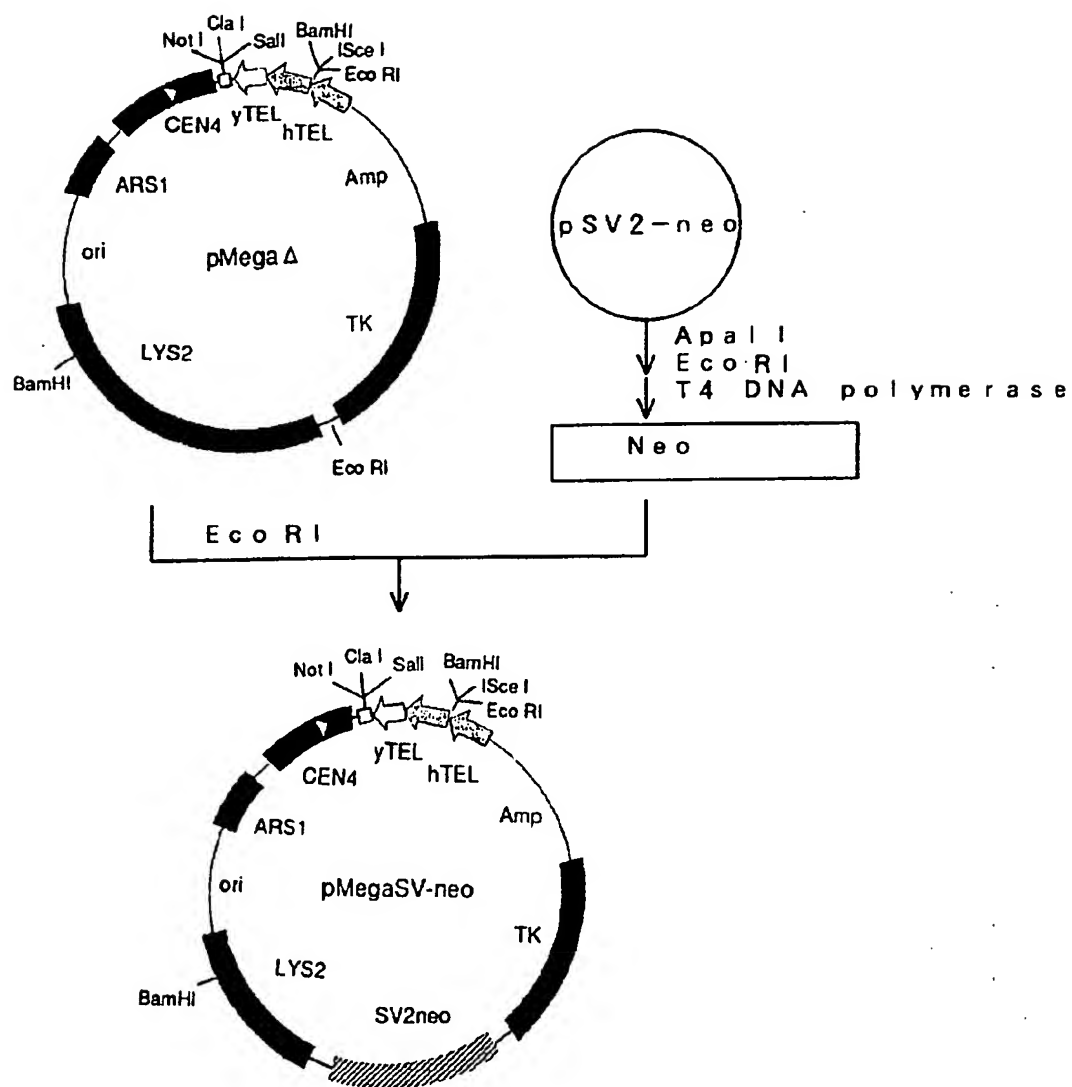 Cla I
Not I
SalI
BamHI
ISce I
Eco RI
CEN4
yTEL
hTEL
ARS1
Amp
ori
pMega Δ
TK
LYS2
BamHI
Eco RI
pSV2-neo
Apal I
Eco RI
T4 DNA polymerase
Neo
Eco RI
Cla I
Not I
SalI
BamHI
ISce I
Eco RI
CEN4
yTEL
hTEL
ARS1
Amp
ori
pMegaSV-neo
TK
LYS2
BamHI
SV2neo